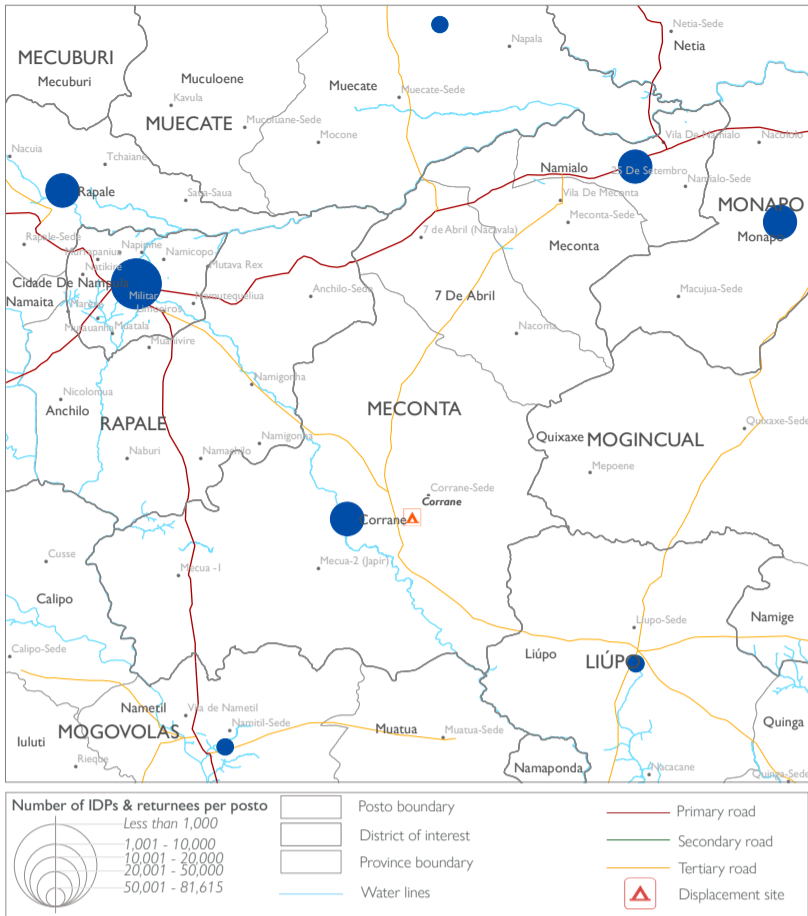 Netia-Sede
Netia
Napala
MECUBURI
Mecuburi
Muculoene
Muecate
Muecate-Sede
Kavula
MUECATE
Mucoluane-Sede
Mocone
Vila De Namialo
Nacololo
Nacuia
Tchaiane
Namialo
25 De Setembro
Namialo-Sede
Rapale
Saua-Saua
Vila De Meconta
MONAPO
Meconta-Sede
Monapo
Rapale-Sede
Napipine
7 de Abril (Nacavala)
Meconta
Murrapaniua
Namicopo
Mutava Rex
Natikire
Cidade De Nampula
Militar
Namutequeliua
Anchilo-Sede
7 De Abril
Macujua-Sede
Namaita
Marere
Limoeiros
Mutauanha
Muatala
Nacoma
Muahivire
Namigonha
Nicolomua
Anchilo
MECONTA
RAPALE
Quixaxe-Sede
Quixaxe
MOGINCUAL
Naburi
Namachilo
Namigonha
Mepoene
Corrane-Sede
Corrane
Corrane
Cusse
Mecua -1
Mecua-2 (Japir)
Calipo
Namige
Liupo-Sede
Calipo-Sede
Liúpo
LIÚPO
Nametil
Vila de Nametil
MOGOVOLAS
Namitil-Sede
Muatua
Muatua-Sede
Quinga
Iuluti
Rieque
Namaponda
Nacacane
Quinga-Sede
Number of IDPs & returnees per posto
Less than 1,000
1,001 - 10,000
10,001 - 20,000
20,001 - 50,000
50,001 - 81,615
Posto boundary
District of interest
Province boundary
Water lines
Primary road
Secondary road
Tertiary road
Displacement site